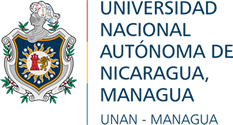 UNIVERSIDAD
NACIONAL
AUTÓNOMA DE
NICARAGUA,
MANAGUA
UNAN - MANAGUA